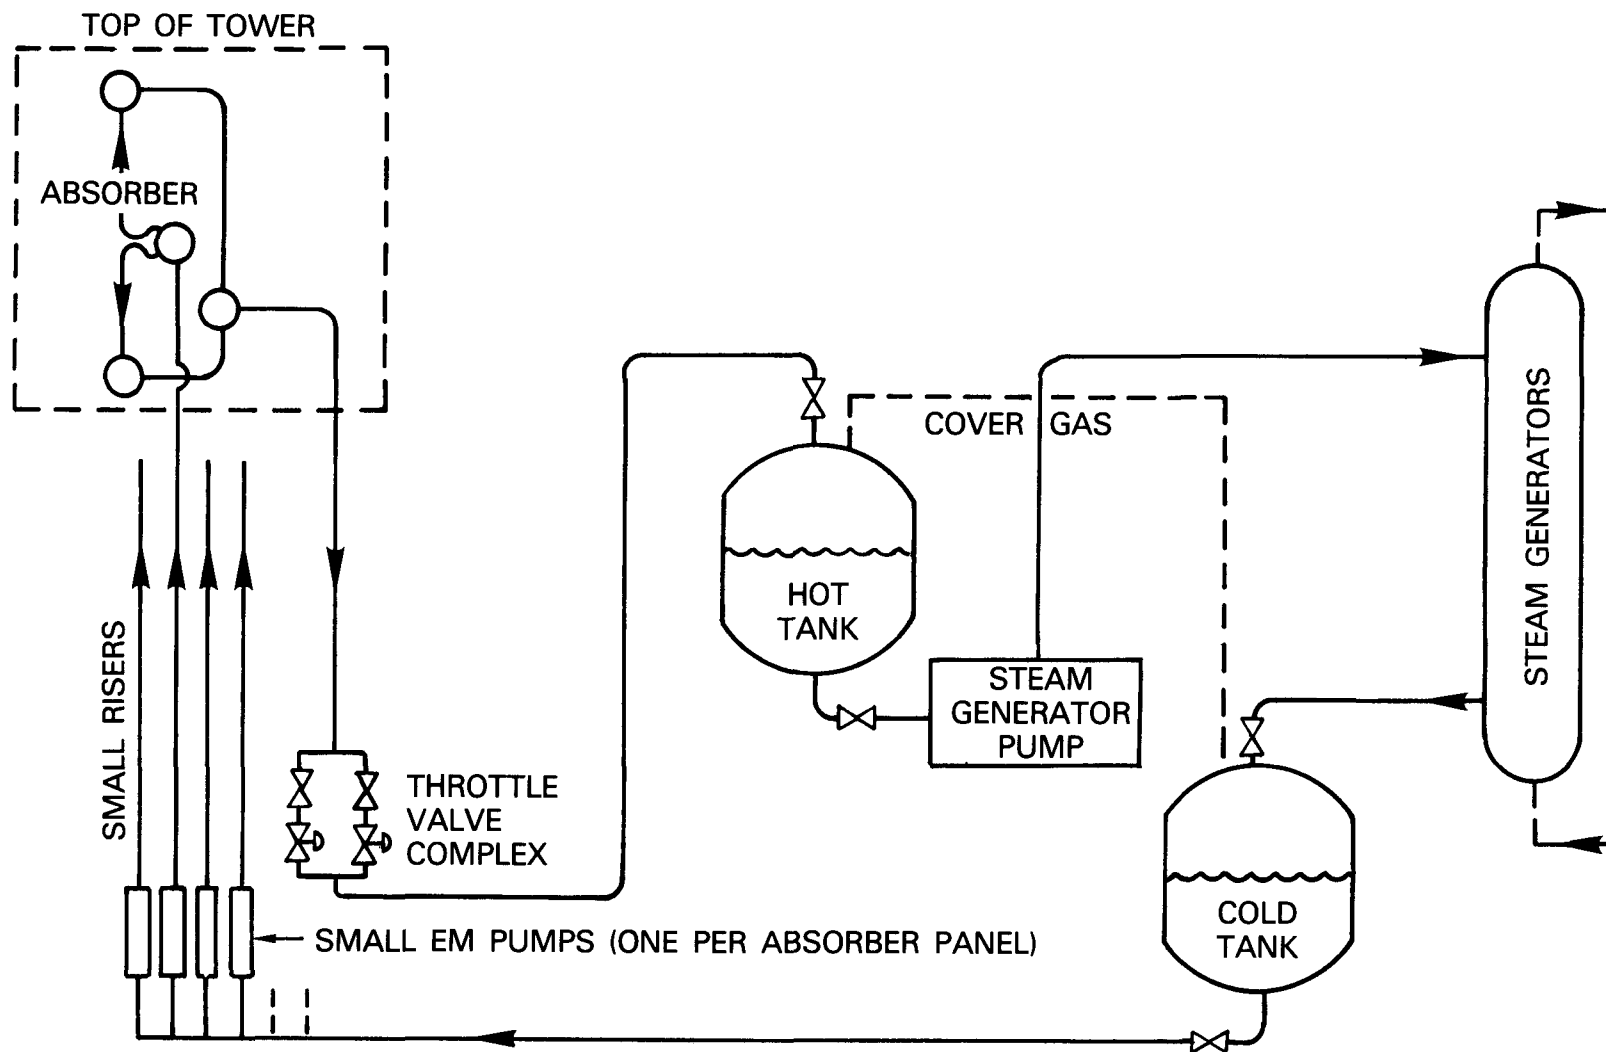 TOP OF TOWER
ABSORBER
COVER GAS
HOT
TANK
STEAM
GENERATOR
PUMP
STEAM GENERATORS
SMALL RISERS
THROTTLE
VALVE
COMPLEX
COLD
TANK
SMALL EM PUMPS (ONE PER ABSORBER PANEL)